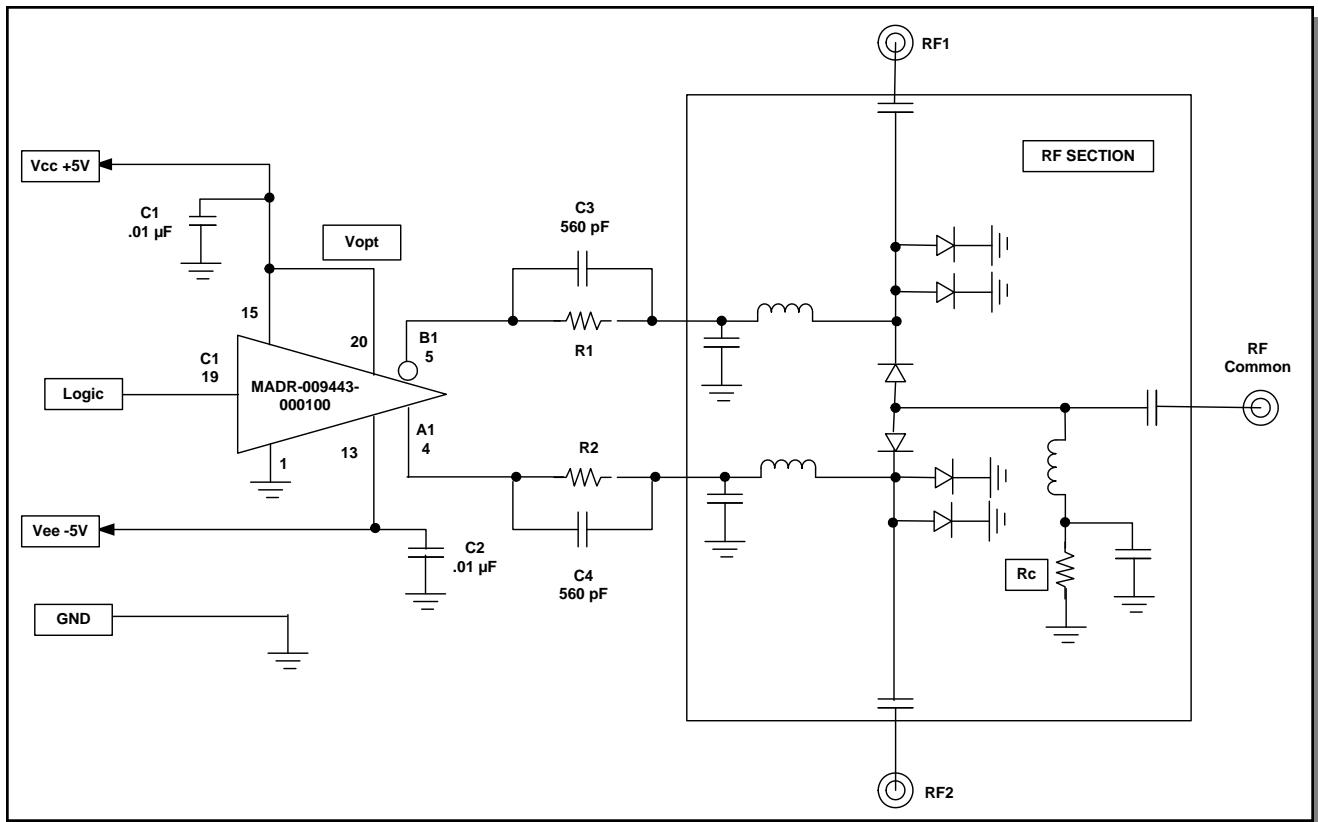 RF1
RF SECTION
Vcc +5V
C1
.01 µF
Vopt
C3
560 pF
15
20
B1
5
R1
C1
19
MADR-009443-
000100
Logic
RF
Common
1
13
A1
4
R2
Vee -5V
C2
.01 µF
C4
560 pF
Rc
GND
RF2